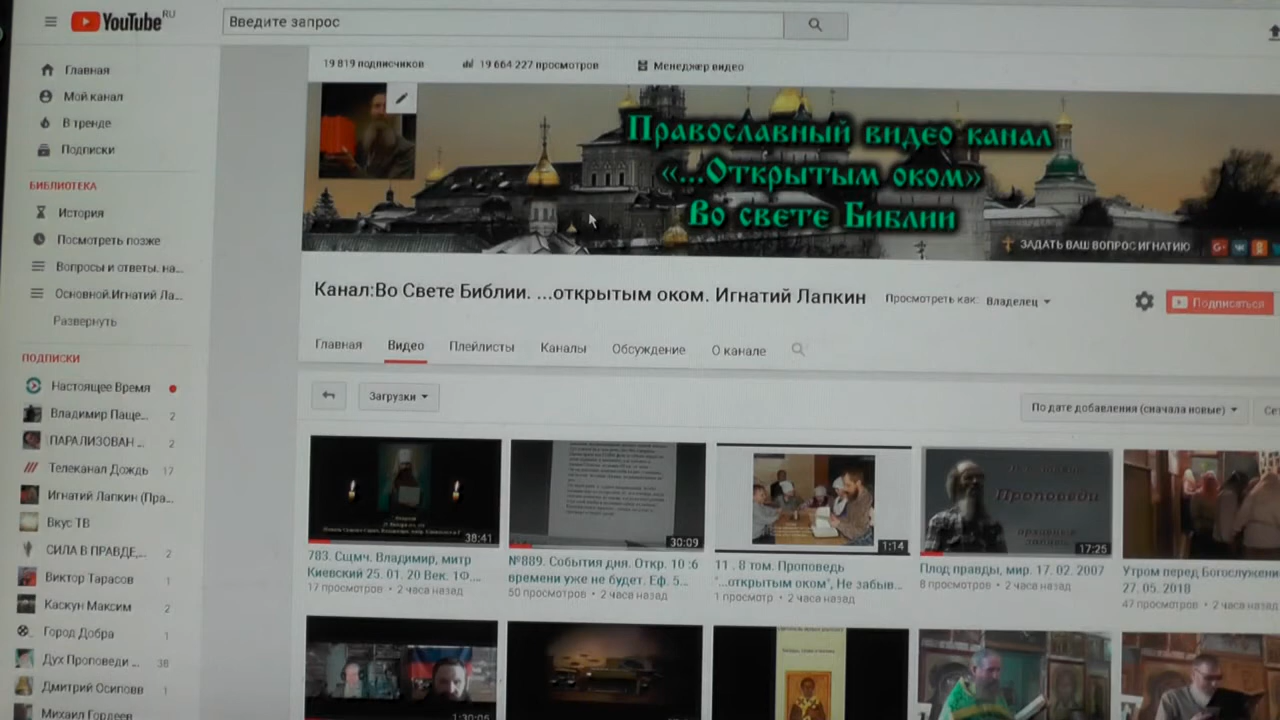 YouTube RU
Введите запрос
19 819 подписчиков
19 664 227 просмотров
Менеджер видео
Главная
Мой канал
В тренде
Подписки
БИБЛИОТЕКА
История
Посмотреть позже
Вопросы и ответы. на...
Основной.Игнатий Ла...
Развернуть
ПОДПИСКИ
Настоящее Время
Владимир Паще... 2
ПАРАЛИЗОВАН ... 2
Телеканал Дождь 17
Игнатий Лапкин (Пра...
Вкус ТВ
СИЛА В ПРАВДЕ,... 2
Виктор Тарасов 1
Каскун Максим 2
Город Добра 1
Дух Проповеди ... 38
Дмитрий Осиповв 1
Михаил Гордеев
Православный видео канал
«...Открытым оком»
Во свете Библии
ЗАДАТЬ ВАШ ВОПРОС ИГНАТИЮ
G+
Канал:Во Свете Библии. ...открытым оком. Игнатий Лапкин
Просмотреть как: Владелец
Подписаться
Главная Видео Плейлисты Каналы Обсуждение О канале
Загрузки
По дате добавления (сначала новые)
Сет
38:41
783. Сщмч. Владимир, митр
Киевский 25. 01. 20 Век. 1Ф....
17 просмотров • 2 часа назад
30:09
№889. События дня. Откр. 10 :6
времени уже не будет. Еф. 5...
50 просмотров • 2 часа назад
1:14
11 . 8 том. Проповедь
"...открытым оком", Не забыв...
1 просмотр • 2 часа назад
Проповеди
17:25
Плод правды, мир. 17. 02. 2007
8 просмотров • 2 часа назад
Утром перед Богослужени
27. 05. 2018
47 просмотров • 2 часа назад
1:30:05